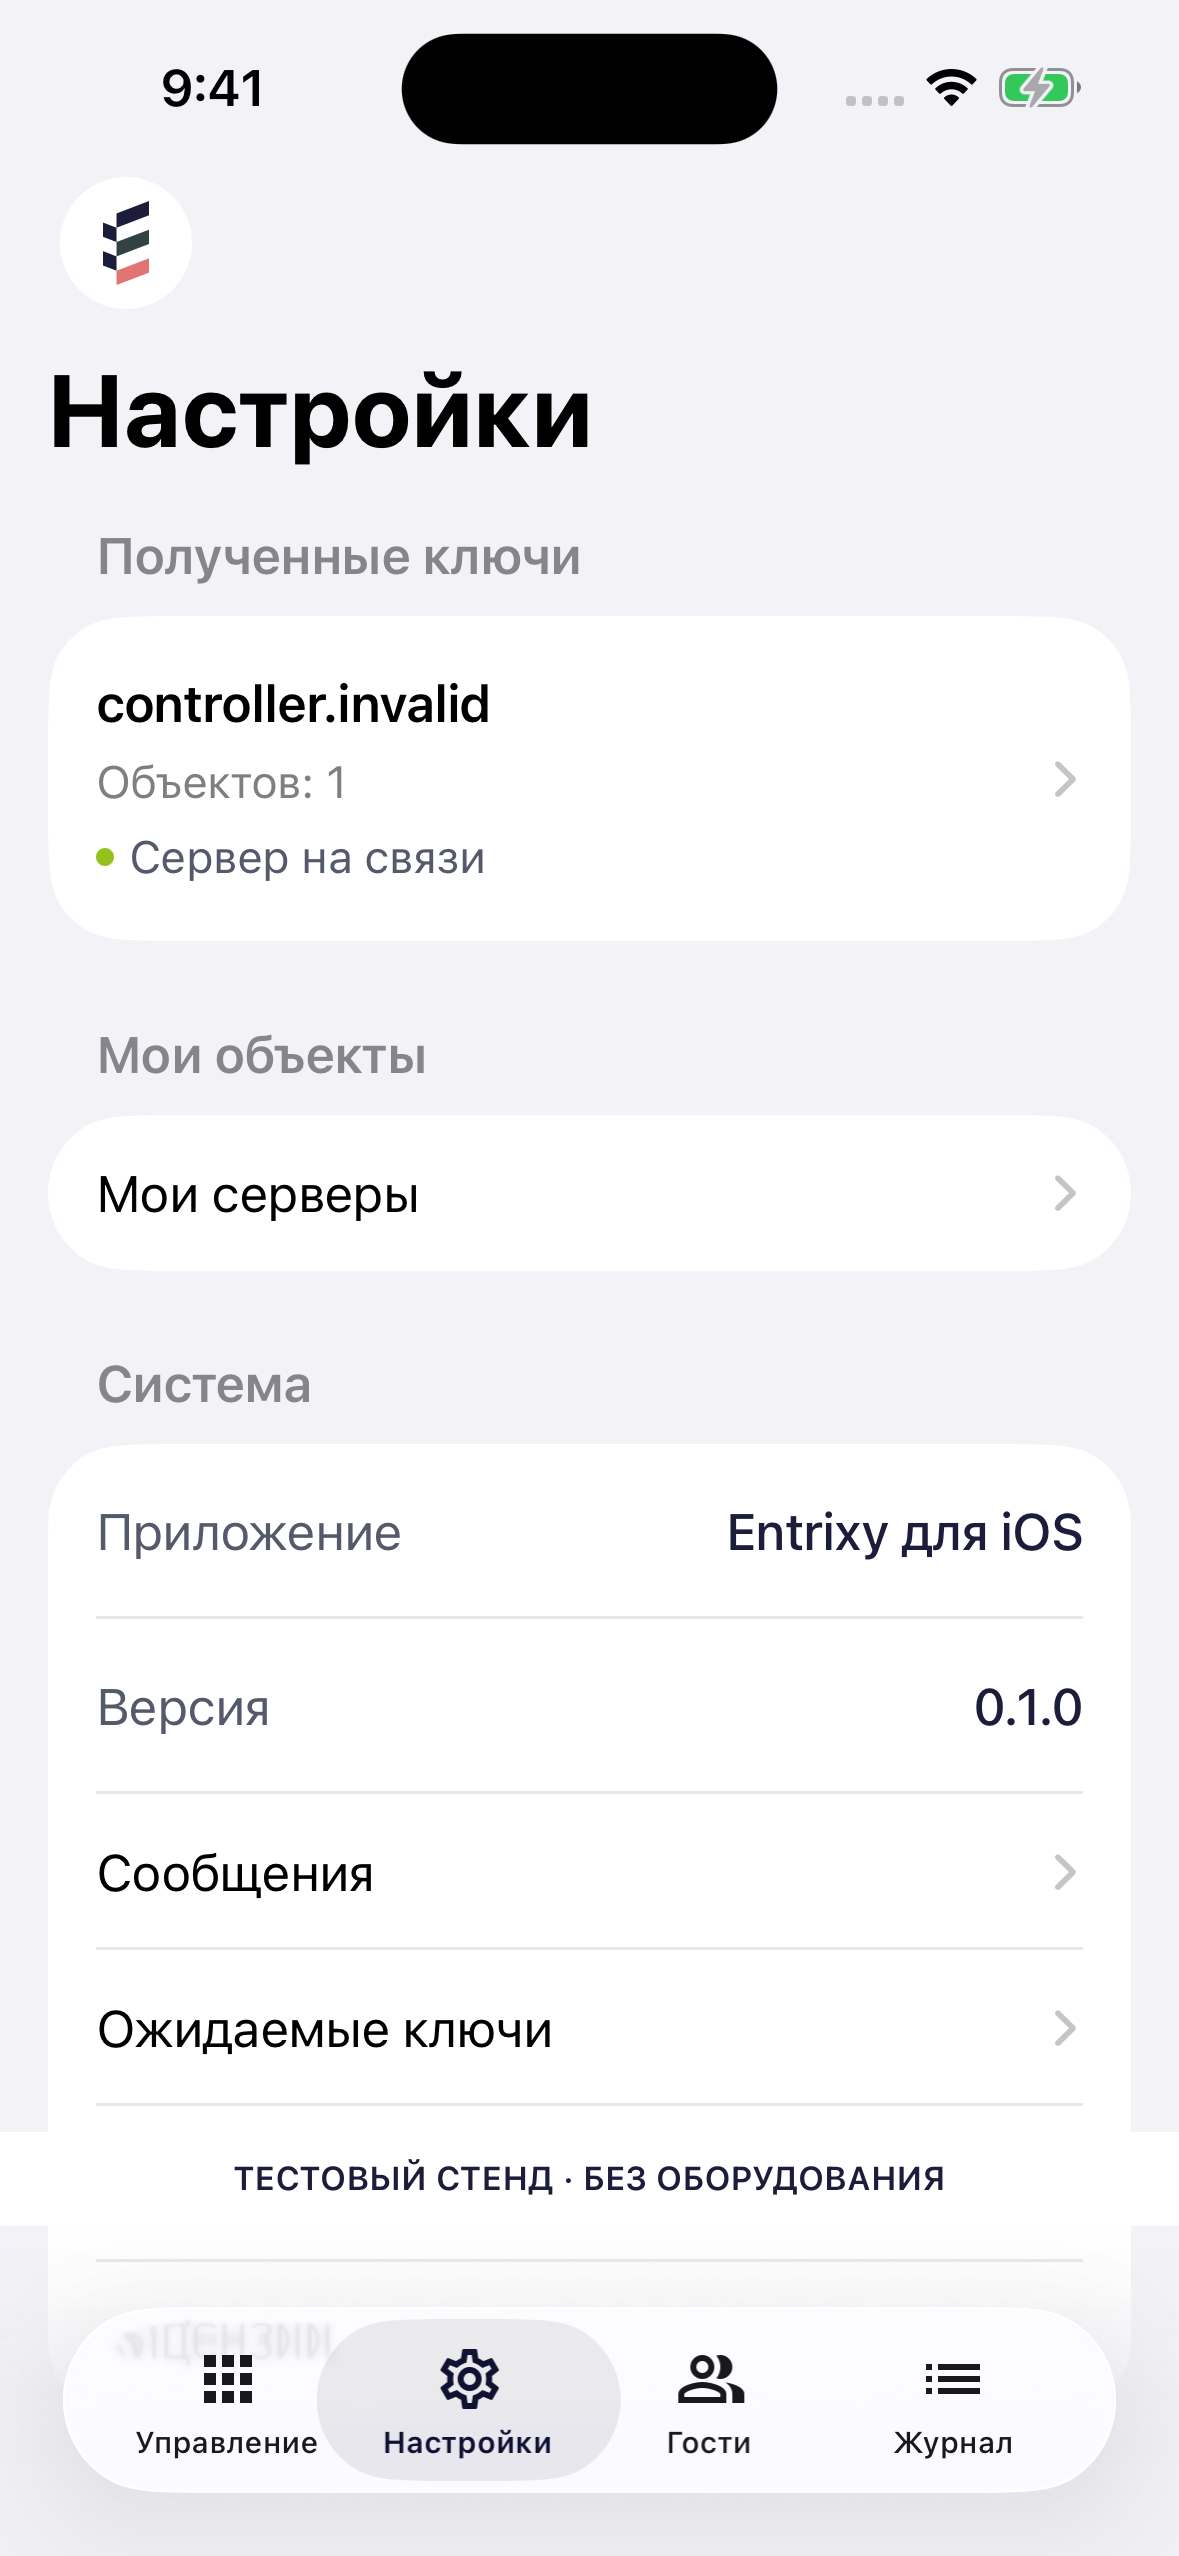 9:41
Настройки
Полученные ключи
controller.invalid
Объектов: 1
Сервер на связи
Мои объекты
Мои серверы
Система
Приложение Entrixy для iOS
Версия 0.1.0
Сообщения
Ожидаемые ключи
ТЕСТОВЫЙ СТЕНД · БЕЗ ОБОРУДОВАНИЯ
Управление Настройки Гости Журнал